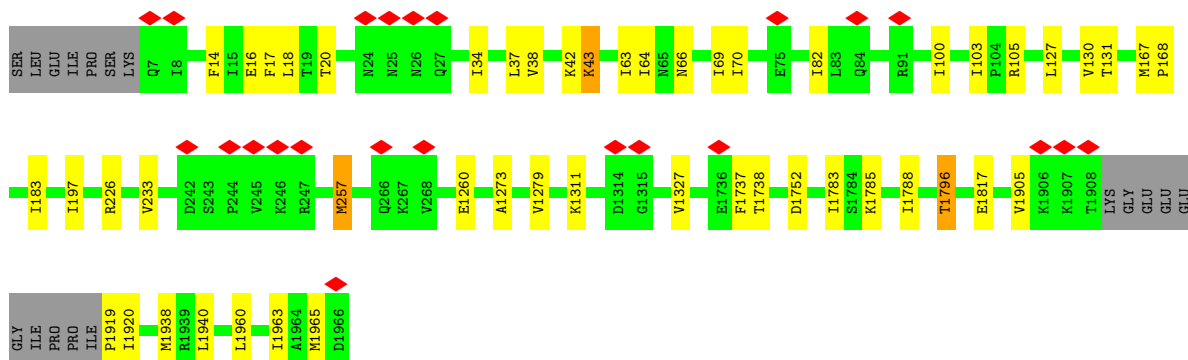 SER LEU GLU ILE PRO SER LYS Q7 I8 F14 I15 E16 F17 L18 T19 T20 N24 N25 N26 Q27 I34 L37 V38 K42 K43 I63 I64 N65 N66 I69 I70 E75 I82 L83 Q84 R91 I100 I103 P104 R105 L127 V130 T131 M167 P168
I183 I197 R226 V233 D242 S243 P244 V245 K246 R247 M257 Q266 K267 V268 E1260 A1273 V1279 K1311 D1314 G1315 V1327 E1736 F1737 T1738 D1752 I1783 S1784 K1785 I1788 T1796 E1817 V1905 K1906 K1907 T1908 LYS GLY GLU GLU GLU GLU
GLY ILE PRO PRO ILE P1919 I1920 M1938 R1939 L1940 L1960 I1963 A1964 M1965 D1966